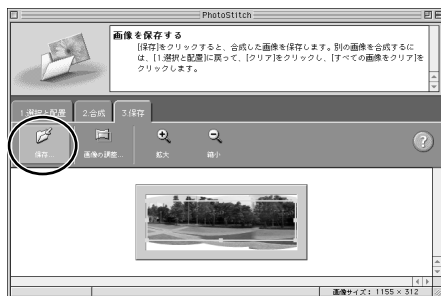 PhotoStitch
画像を保存する
[保存]をクリックすると、合成した画像を保存します。別の画像を合成するに
は、[1.選択と配置]に戻って、[クリア]をクリックし、[すべての画像をクリア]を
クリックします。
1.選択と配置 2.合成 3.保存
保存... 画像の調整... 拡大 縮小 ?
画像サイズ： 1155 × 312